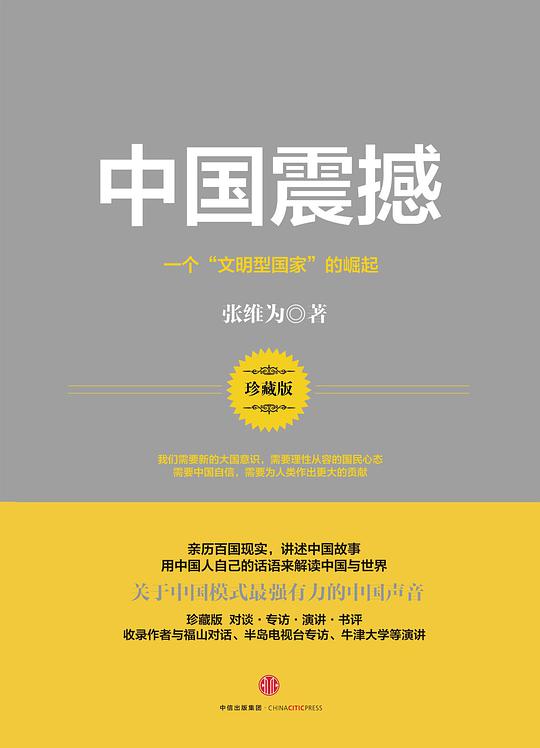 中国震撼
一个“文明型国家”的崛起
张维为◎著
珍藏版
我们需要新的大国意识，需要理性从容的国民心态
需要中国自信，需要为人类作出更大的贡献
亲历百国现实，讲述中国故事
用中国人自己的话语来解读中国与世界
关于中国模式最强有力的中国声音
珍藏版 对谈·专访·演讲·书评
收录作者与福山对话、半岛电视台专访、牛津大学等演讲
中信出版集团·CHINACITICPRESS